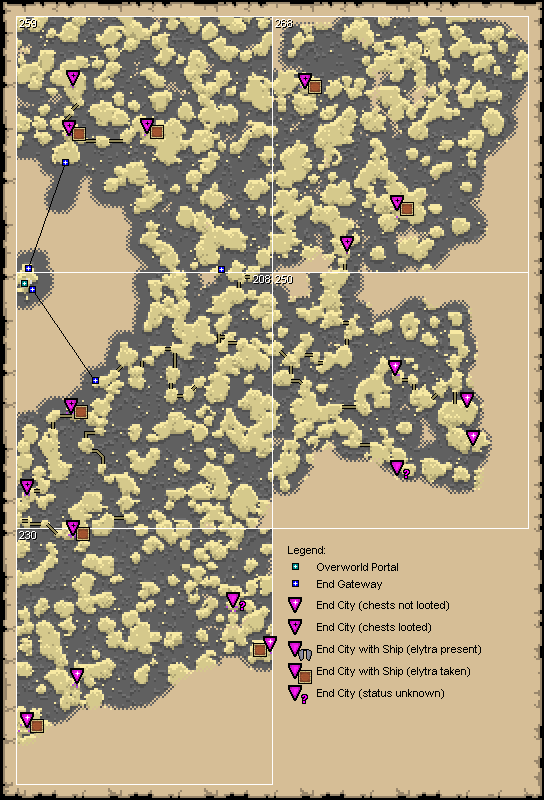 259
268
208
250
230
Legend:
Overworld Portal
End Gateway
End City (chests not looted)
End City (chests looted)
End City with Ship (elytra present)
End City with Ship (elytra taken)
End City (status unknown)